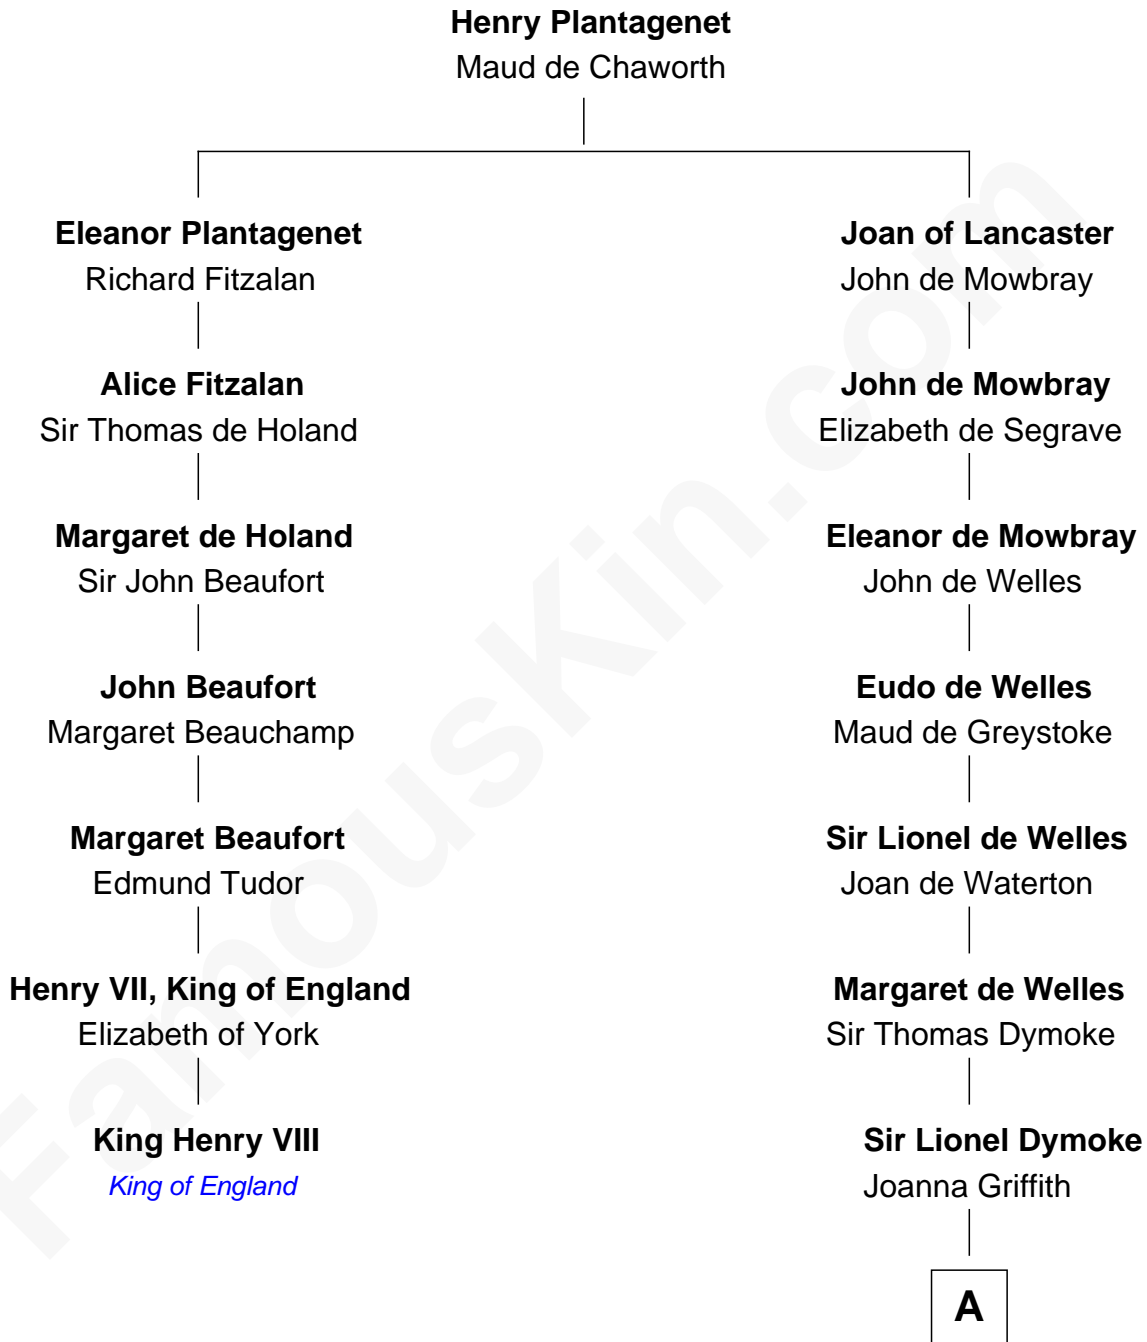 Henry Plantagenet
Maud de Chaworth
Eleanor Plantagenet
Richard Fitzalan
Joan of Lancaster
John de Mowbray
Alice Fitzalan
Sir Thomas de Holand
John de Mowbray
Elizabeth de Segrave
Margaret de Holand
Sir John Beaufort
Eleanor de Mowbray
John de Welles
John Beaufort
Margaret Beauchamp
Eudo de Welles
Maud de Greystoke
Margaret Beaufort
Edmund Tudor
Sir Lionel de Welles
Joan de Waterton
Henry VII, King of England
Elizabeth of York
Margaret de Welles
Sir Thomas Dymoke
King Henry VIII
King of England
Sir Lionel Dymoke
Joanna Griffith
A
FamousKin.com